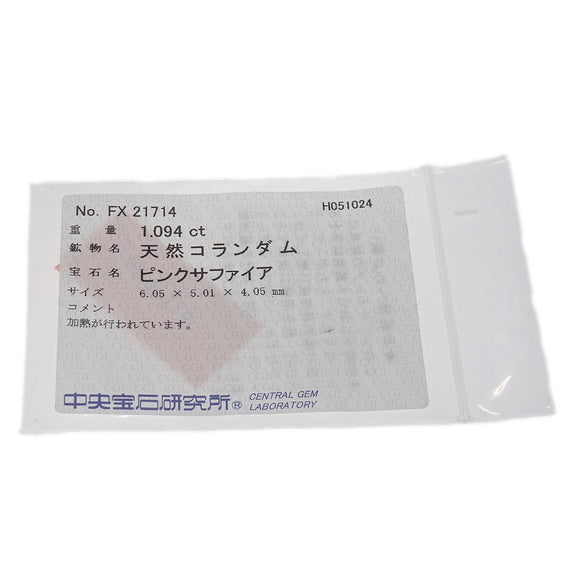 No. FX 21714 H051024
重量 1.094 ct
鉱物名 天然コランダム
宝石名 ピンクサファイア
サイズ 6.05 × 5.01 × 4.05 mm
コメント
加熱が行われています。
中央宝石研究所® CENTRAL GEM
LABORATORY